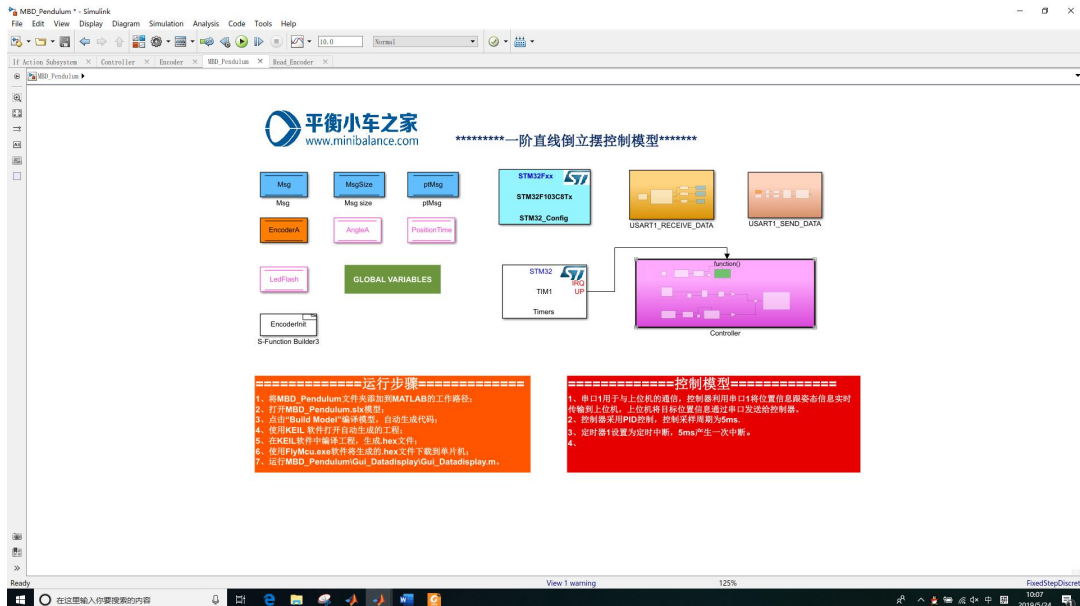 MBD_Pendulum * - Simulink
File Edit View Display Diagram Simulation Analysis Code Tools Help
10.0 Normal
If Action Subsystem Controller Encoder MBD_Pendulum Read_Encoder
MBD_Pendulum
平衡小车之家
www.minibalance.com
*********一阶直线倒立摆控制模型*******
Msg MsgSize ptMsg
Msg Msg size ptMsg
STM32Fxx
STM32F103C8Tx
STM32_Config
USART1_RECEIVE_DATA
USART1_SEND_DATA
EncoderA AngleA PositionTime
LedFlash GLOBAL VARIABLES
STM32
IRQ
TIM1 UP
Timers
function()
Controller
EncoderInit
S-Function Builder3
=============运行步骤=============
1、将MBD_Pendulum文件夹添加到MATLAB的工作路径;
2、打开MBD_Pendulum.slx模型;
3、点击“Build Model”编译模型,自动生成代码;
4、使用KEIL 软件打开自动生成的工程;
5、在KEIL软件中编译工程,生成.hex文件;
6、使用FlyMcu.exe软件将生成的.hex文件下载到单片机;
7、运行MBD_Pendulum\Gui_Datadisplay\Gui_Datadisplay.m。
=============控制模型=============
1、串口1用于与上位机的通信,控制器利用串口1将位置信息跟姿态信息实时
传输到上位机,上位机将目标位置信息通过串口发送给控制器。
2、控制器采用PID控制,控制采样周期为5ms.
3、定时器1设置为定时中断,5ms产生一次中断。
4、
Ready View 1 warning 125% FixedStepDiscret
在这里输入你要搜索的内容
中
10:07
2019/5/24